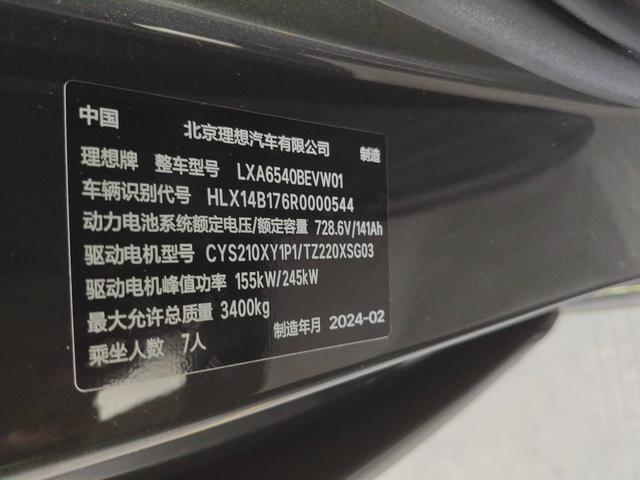 中国 北京理想汽车有限公司 制造
理想牌 整车型号 LXA6540BEVW01
车辆识别代号 HLX14B176R0000544
动力电池系统额定电压/额定容量 728.6V/141Ah
驱动电机型号 CYS210XY1P1/TZ220XSG03
驱动电机峰值功率 155kW/245kW
最大允许总质量 3400kg
乘坐人数 7人 制造年月 2024-02